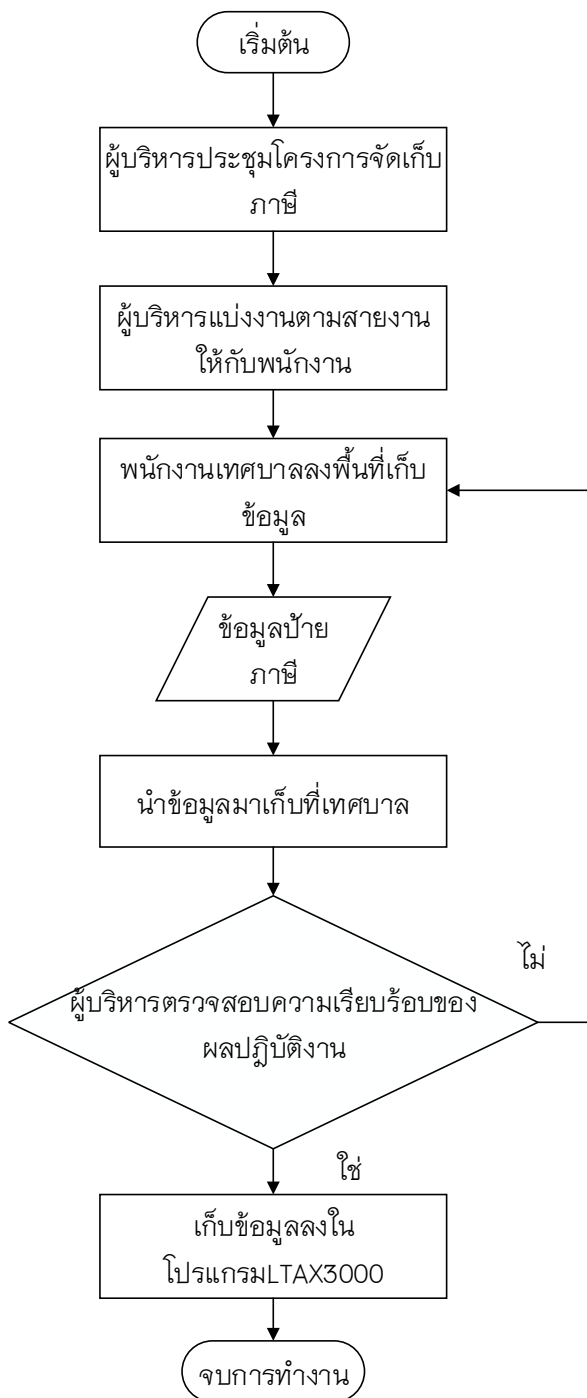 เริ่มต้น
ผู้บริหารประชุมโครงการจัดเก็บ
ภาษี
ผู้บริหารแบ่งงานตามสายงาน
ให้กับพนักงาน
พนักงานเทศบาลลงพื้นที่เก็บ
ข้อมูล
ข้อมูลป้าย
ภาษี
นำข้อมูลมาเก็บที่เทศบาล
ไม่
ผู้บริหารตรวจสอบความเรียบร้อบของ
ผลปฎิบัติงาน
ใช่
เก็บข้อมูลลงใน
โปรแกรมLTAX3000
จบการทำงาน